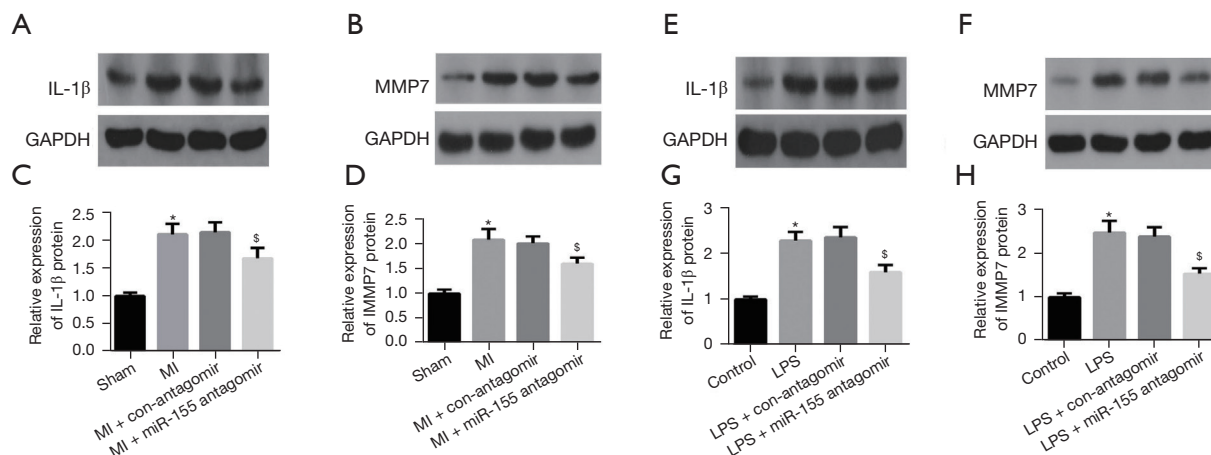 A
IL-1β
GAPDH
B
MMP7
GAPDH
E
IL-1β
GAPDH
F
MMP7
GAPDH
C
Relative expression
of IL-1β protein
2.5
2.0
1.5
1.0
0.5
0.0
*
$
Sham
MI
MI + con-antagomir
MI + miR-155 antagomir
D
Relative expression
of IMMP7 protein
2.5
2.0
1.5
1.0
0.5
0.0
*
$
Sham
MI
MI + con-antagomir
MI + miR-155 antagomir
G
Relative expression
of IL-1β protein
3
2
1
0
*
$
Control
LPS
LPS + con-antagomir
LPS + miR-155 antagomir
H
Relative expression
of IMMP7 protein
3
2
1
0
*
$
Control
LPS
LPS + con-antagomir
LPS + miR-155 antagomir